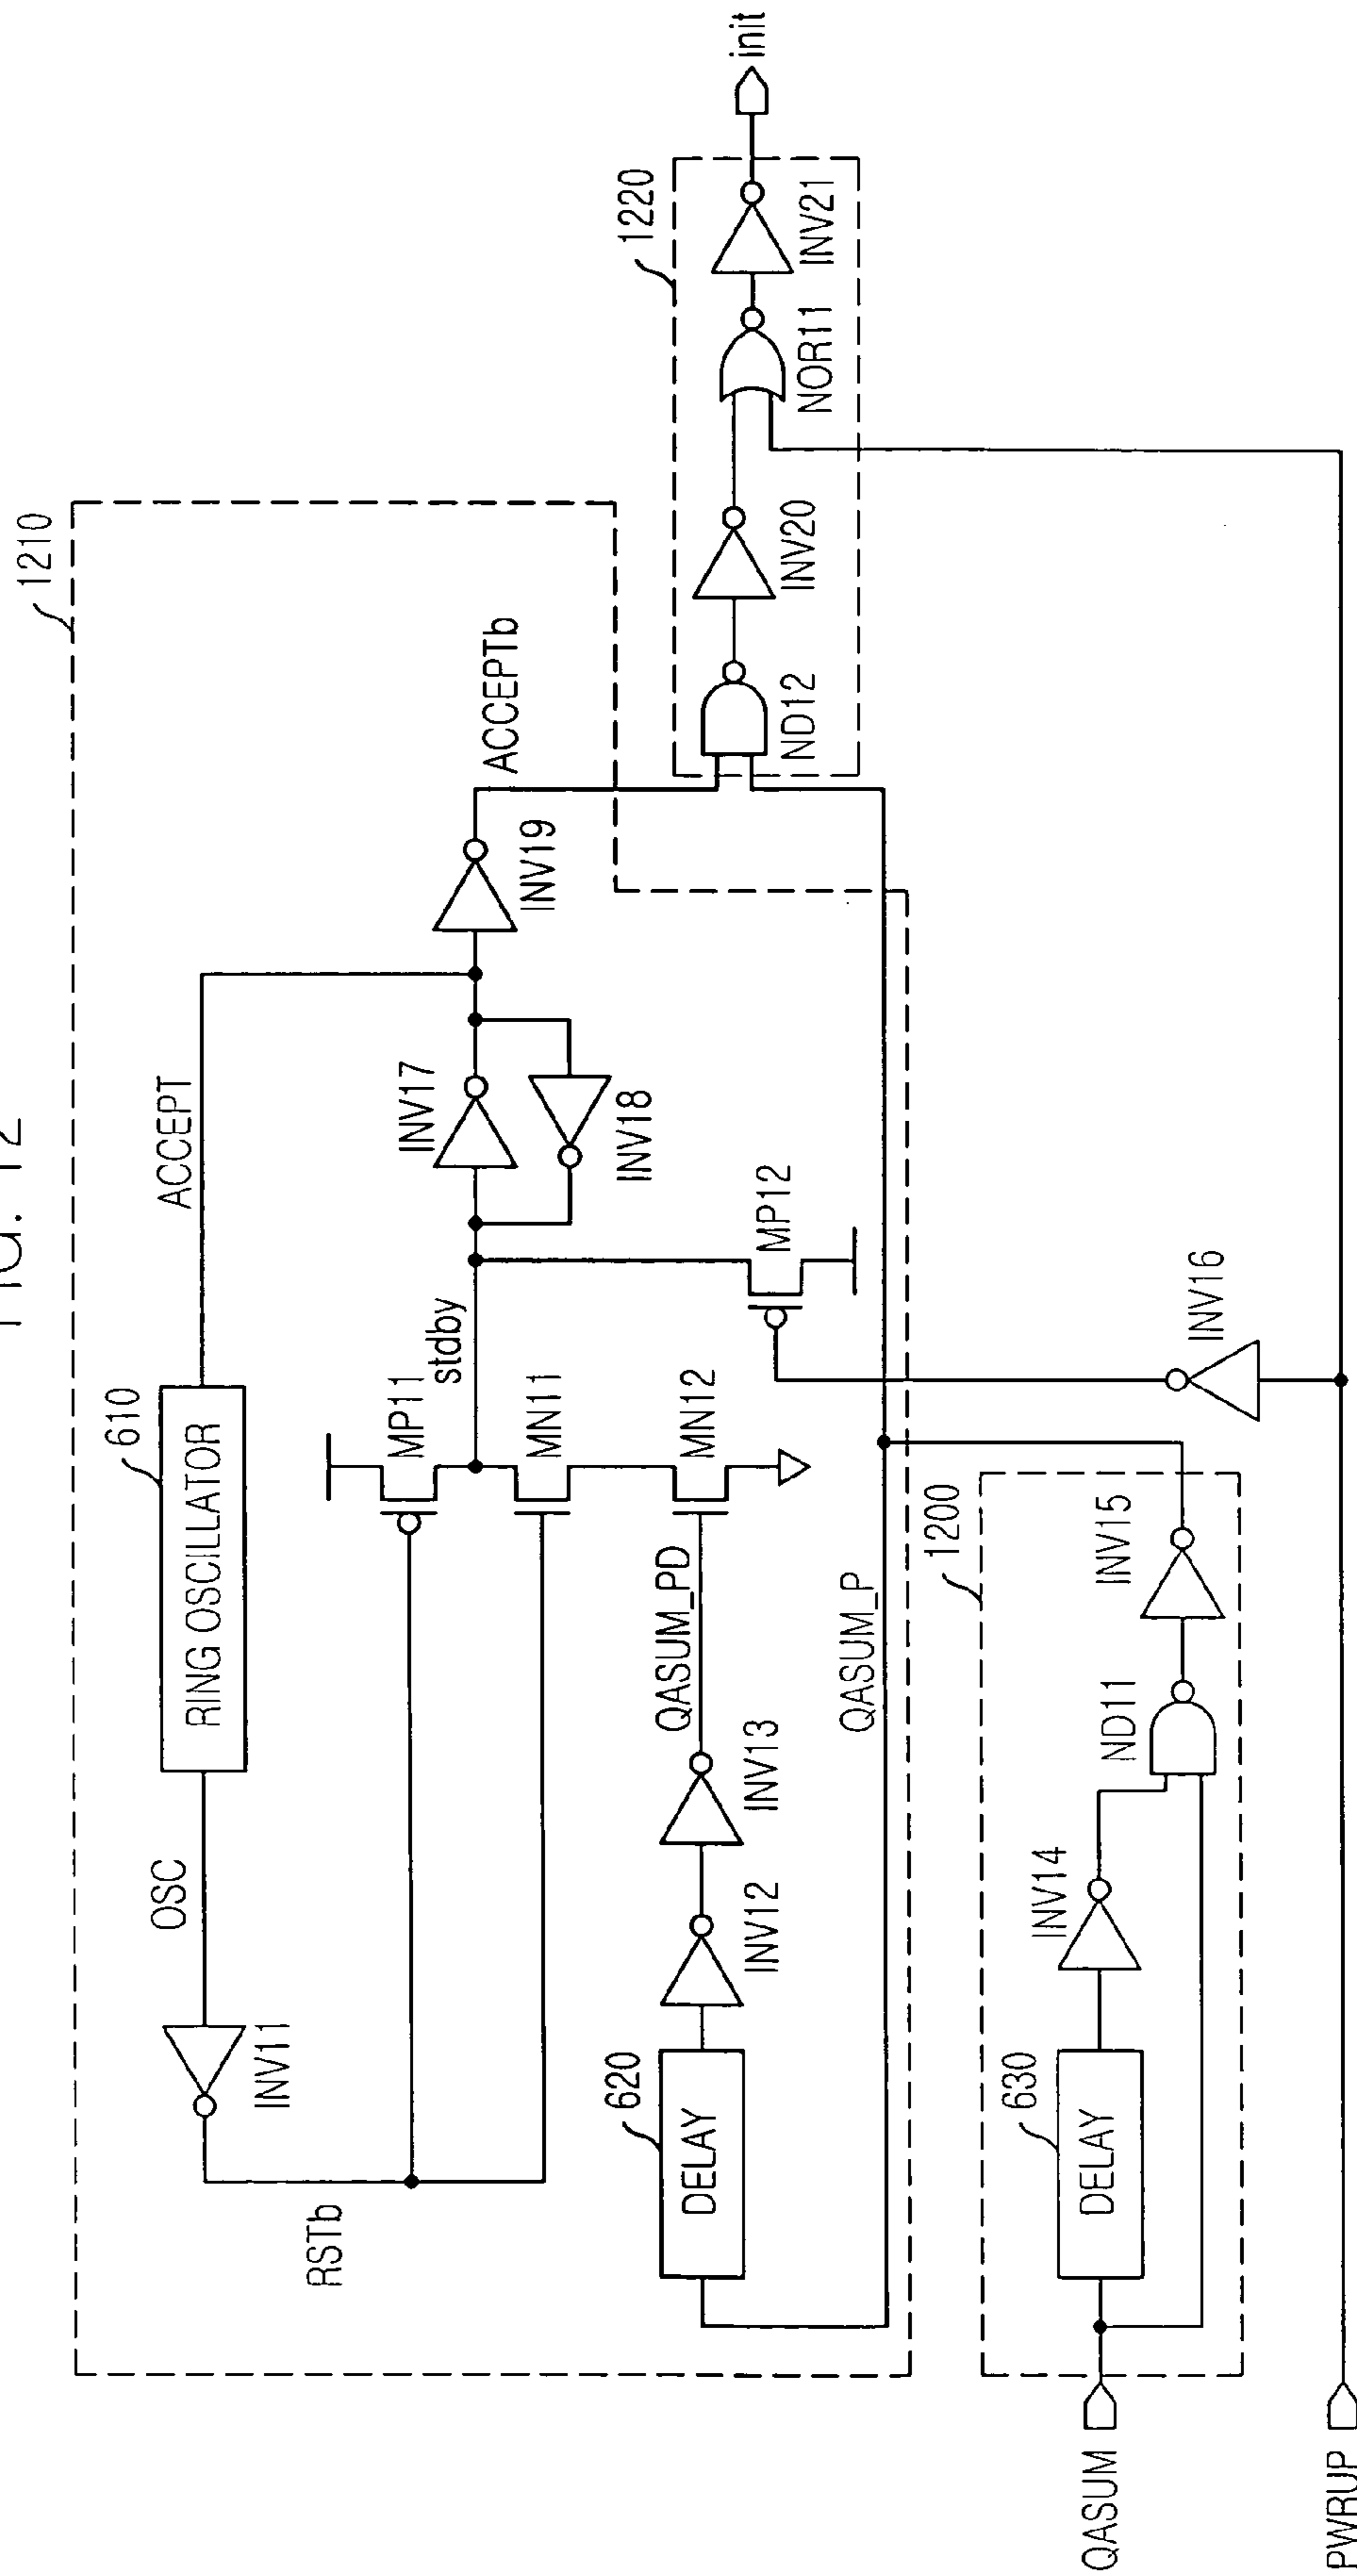 FIG. 12
1210
RING OSCILLATOR
610
ACCEPT
OSC
INV11
RSTb
MP11
stdby
MN11
MN12
INV17
INV18
INV19
ACCEPTb
MP12
QASUM_PD
620
DELAY
INV12
INV13
QASUM_P
1220
ND12
INV20
NOR11
INV21
init
1200
630
DELAY
INV14
ND11
INV15
INV16
QASUM
PWRUP